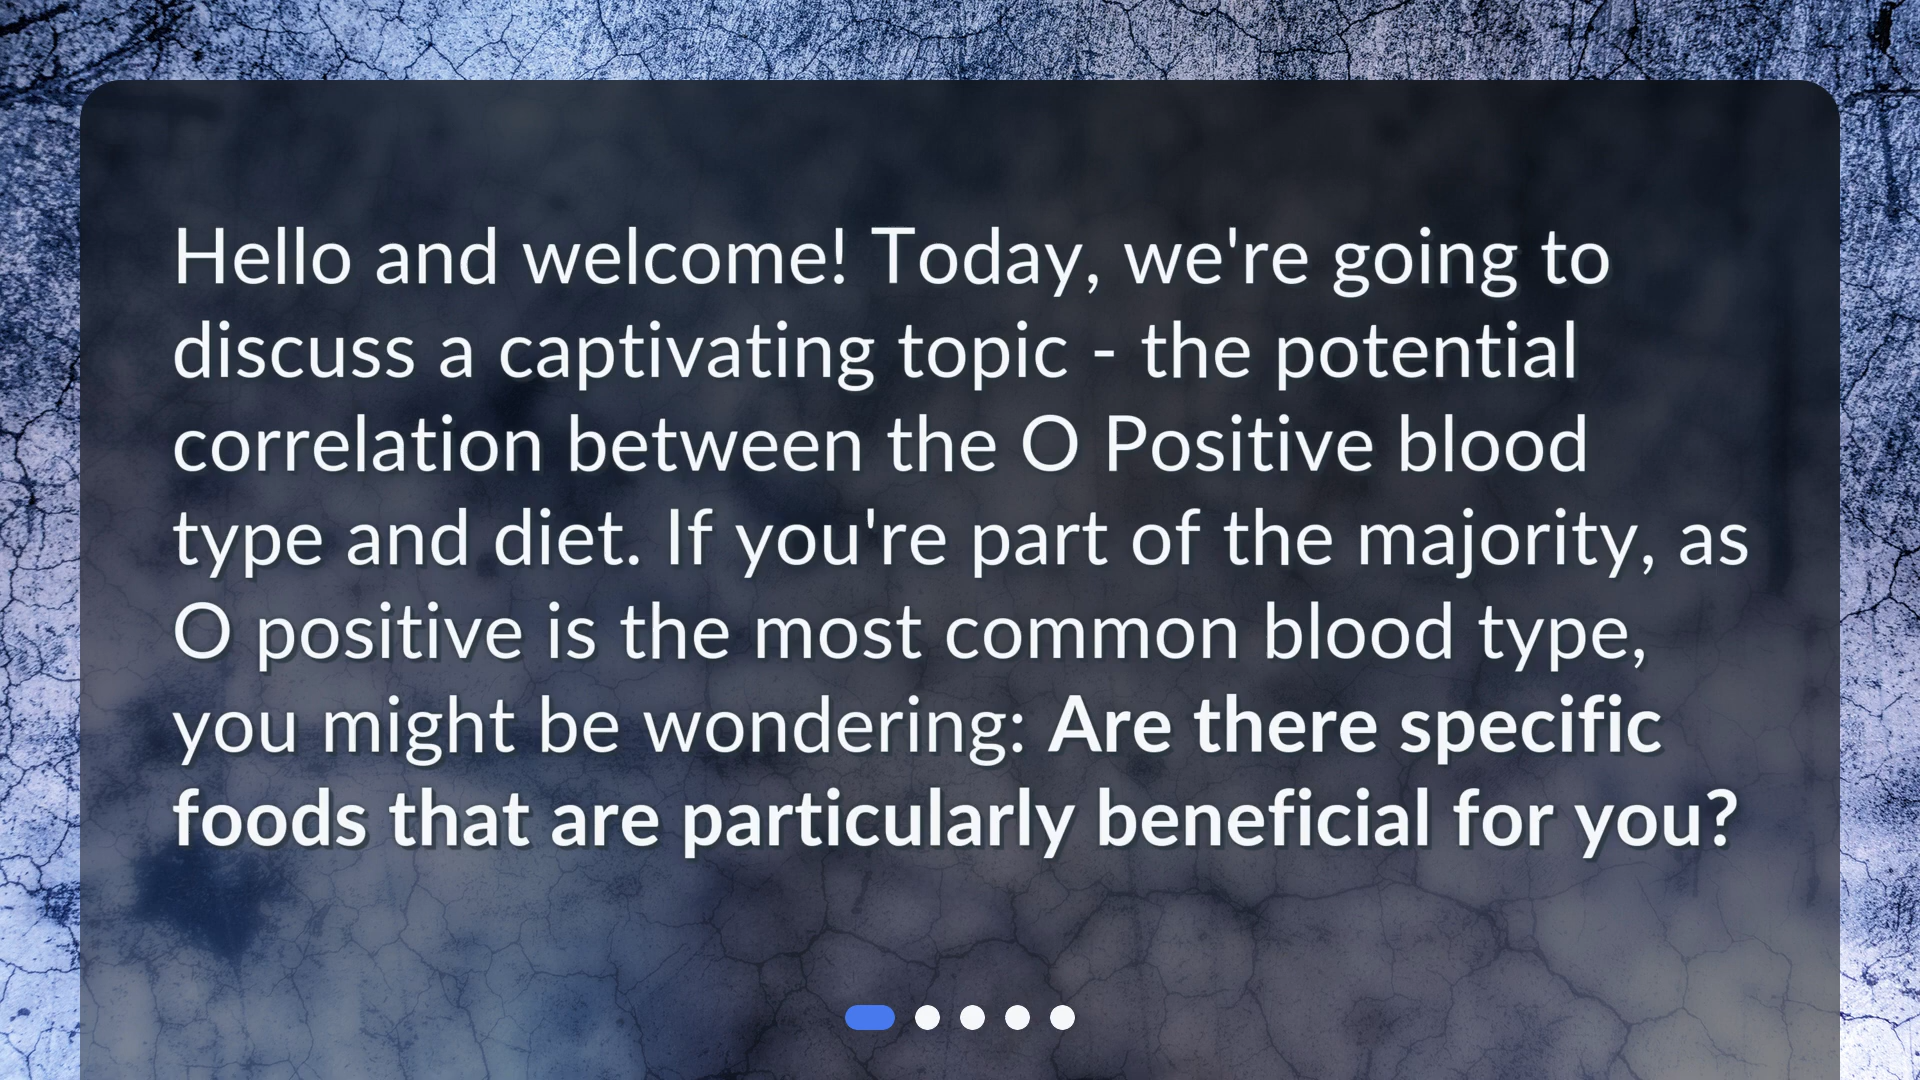 Hello and welcome! Today, we're going to
discuss a captivating topic - the potential
correlation between the O Positive blood
type and diet. If you're part of the majority, as
O positive is the most common blood type,
you might be wondering: Are there specific
foods that are particularly beneficial for you?